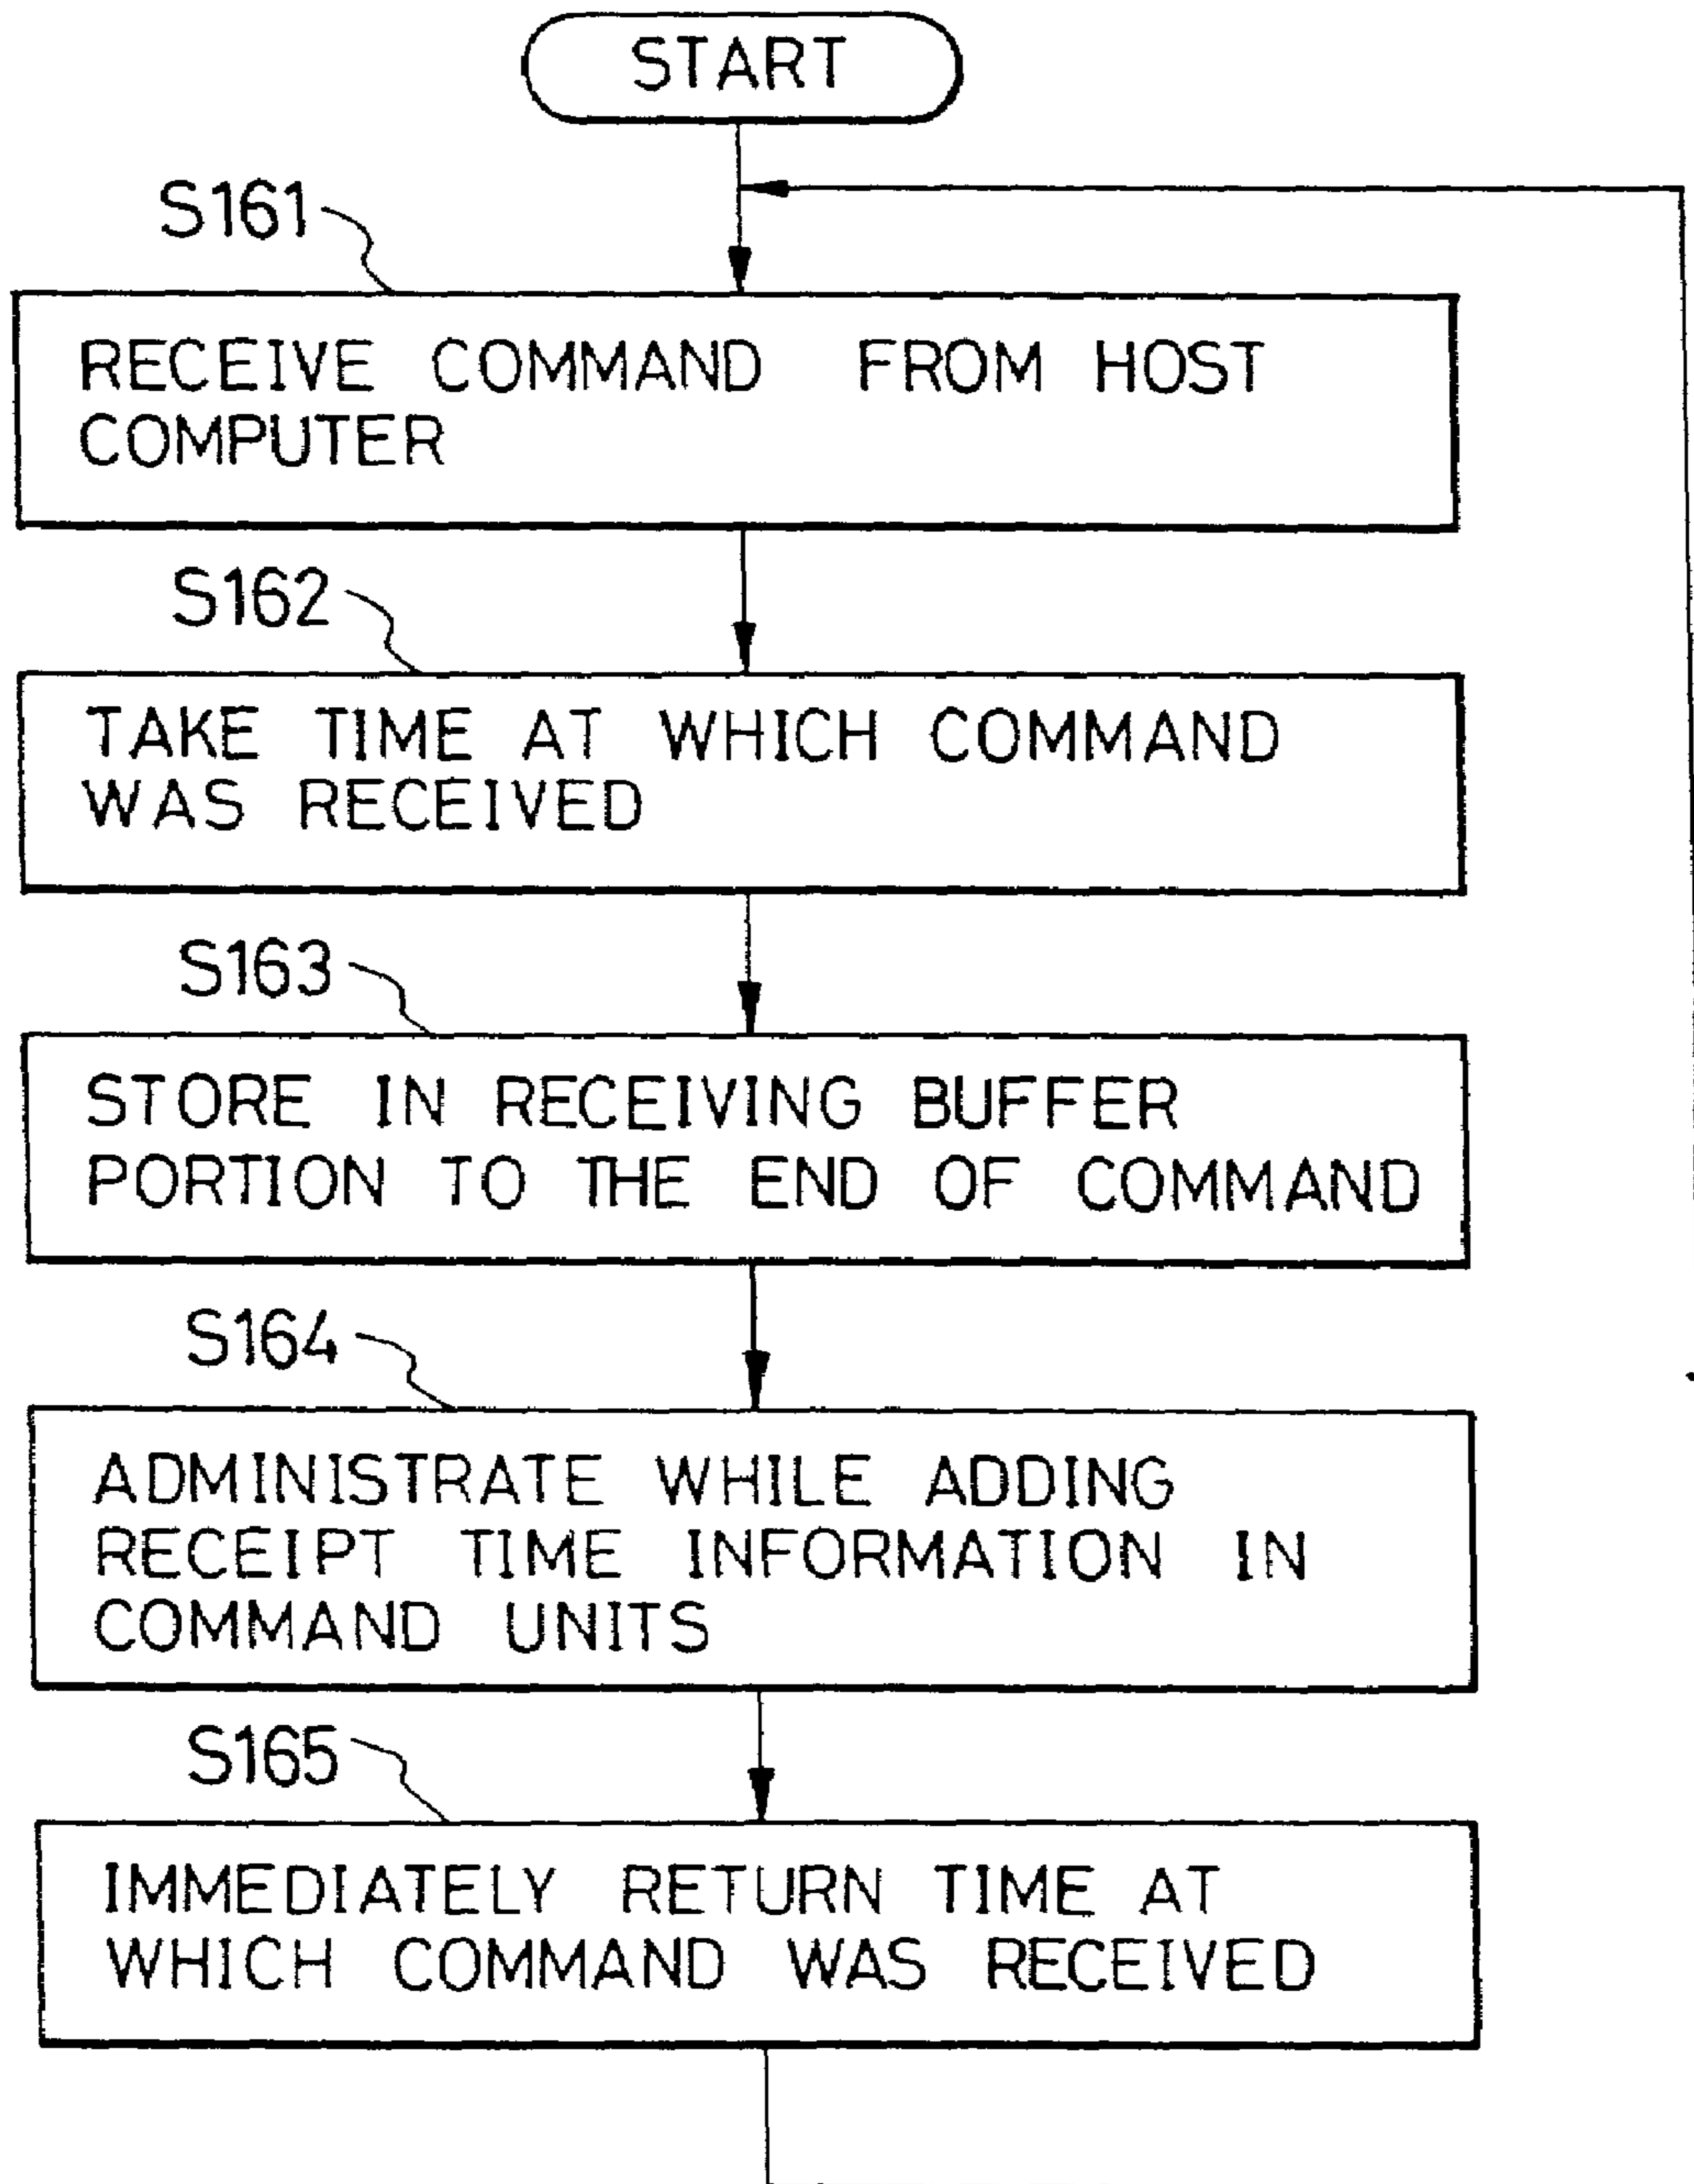 START
S161
RECEIVE COMMAND FROM HOST
COMPUTER
S162
TAKE TIME AT WHICH COMMAND
WAS RECEIVED
S163
STORE IN RECEIVING BUFFER
PORTION TO THE END OF COMMAND
S164
ADMINISTRATE WHILE ADDING
RECEIPT TIME INFORMATION IN
COMMAND UNITS
S165
IMMEDIATELY RETURN TIME AT
WHICH COMMAND WAS RECEIVED